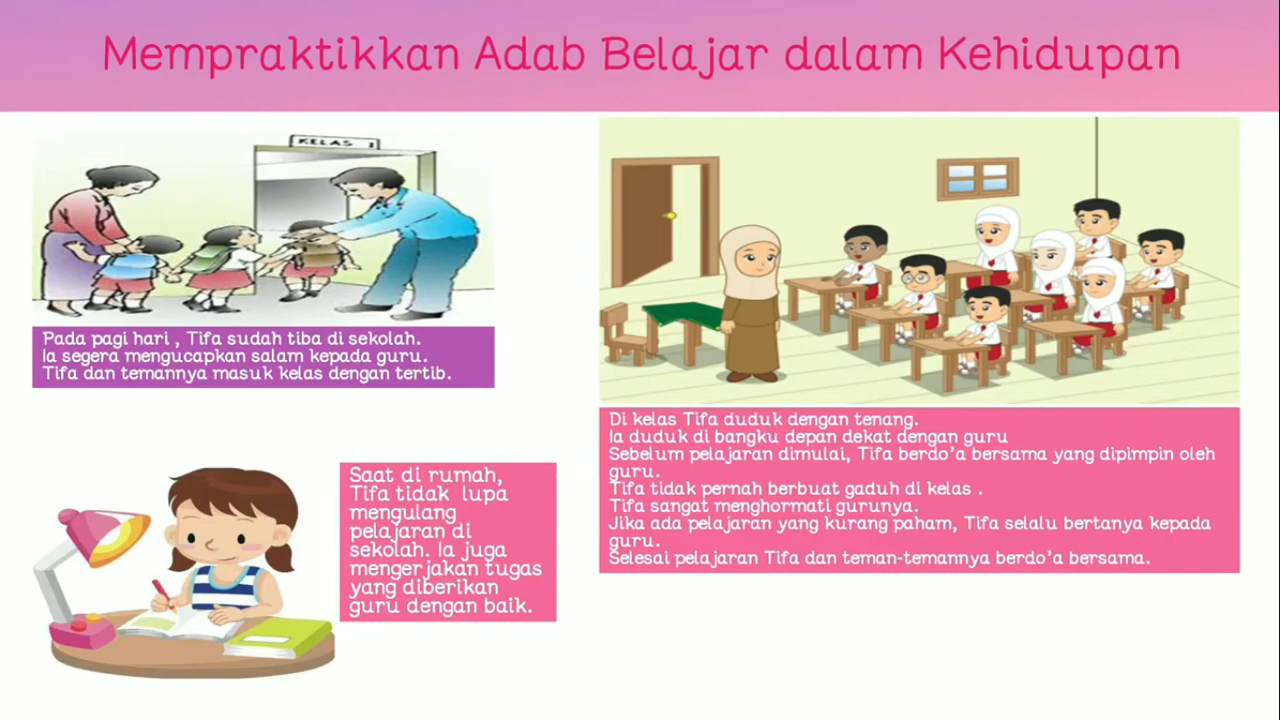 Mempraktikkan Adab Belajar dalam Kehidupan
KELAS I
Pada pagi hari , Tifa sudah tiba di sekolah.
Ia segera mengucapkan salam kepada guru.
Tifa dan temannya masuk kelas dengan tertib.
Di kelas Tifa duduk dengan tenang.
Ia duduk di bangku depan dekat dengan guru
Sebelum pelajaran dimulai, Tifa berdo'a bersama yang dipimpin oleh
guru.
Tifa tidak pernah berbuat gaduh di kelas .
Tifa sangat menghormati gurunya.
Jika ada pelajaran yang kurang paham, Tifa selalu bertanya kepada
guru.
Selesai pelajaran Tifa dan teman-temannya berdo'a bersama.
Saat di rumah,
Tifa tidak lupa
mengulang
pelajaran di
sekolah. Ia juga
mengerjakan tugas
yang diberikan
guru dengan baik.